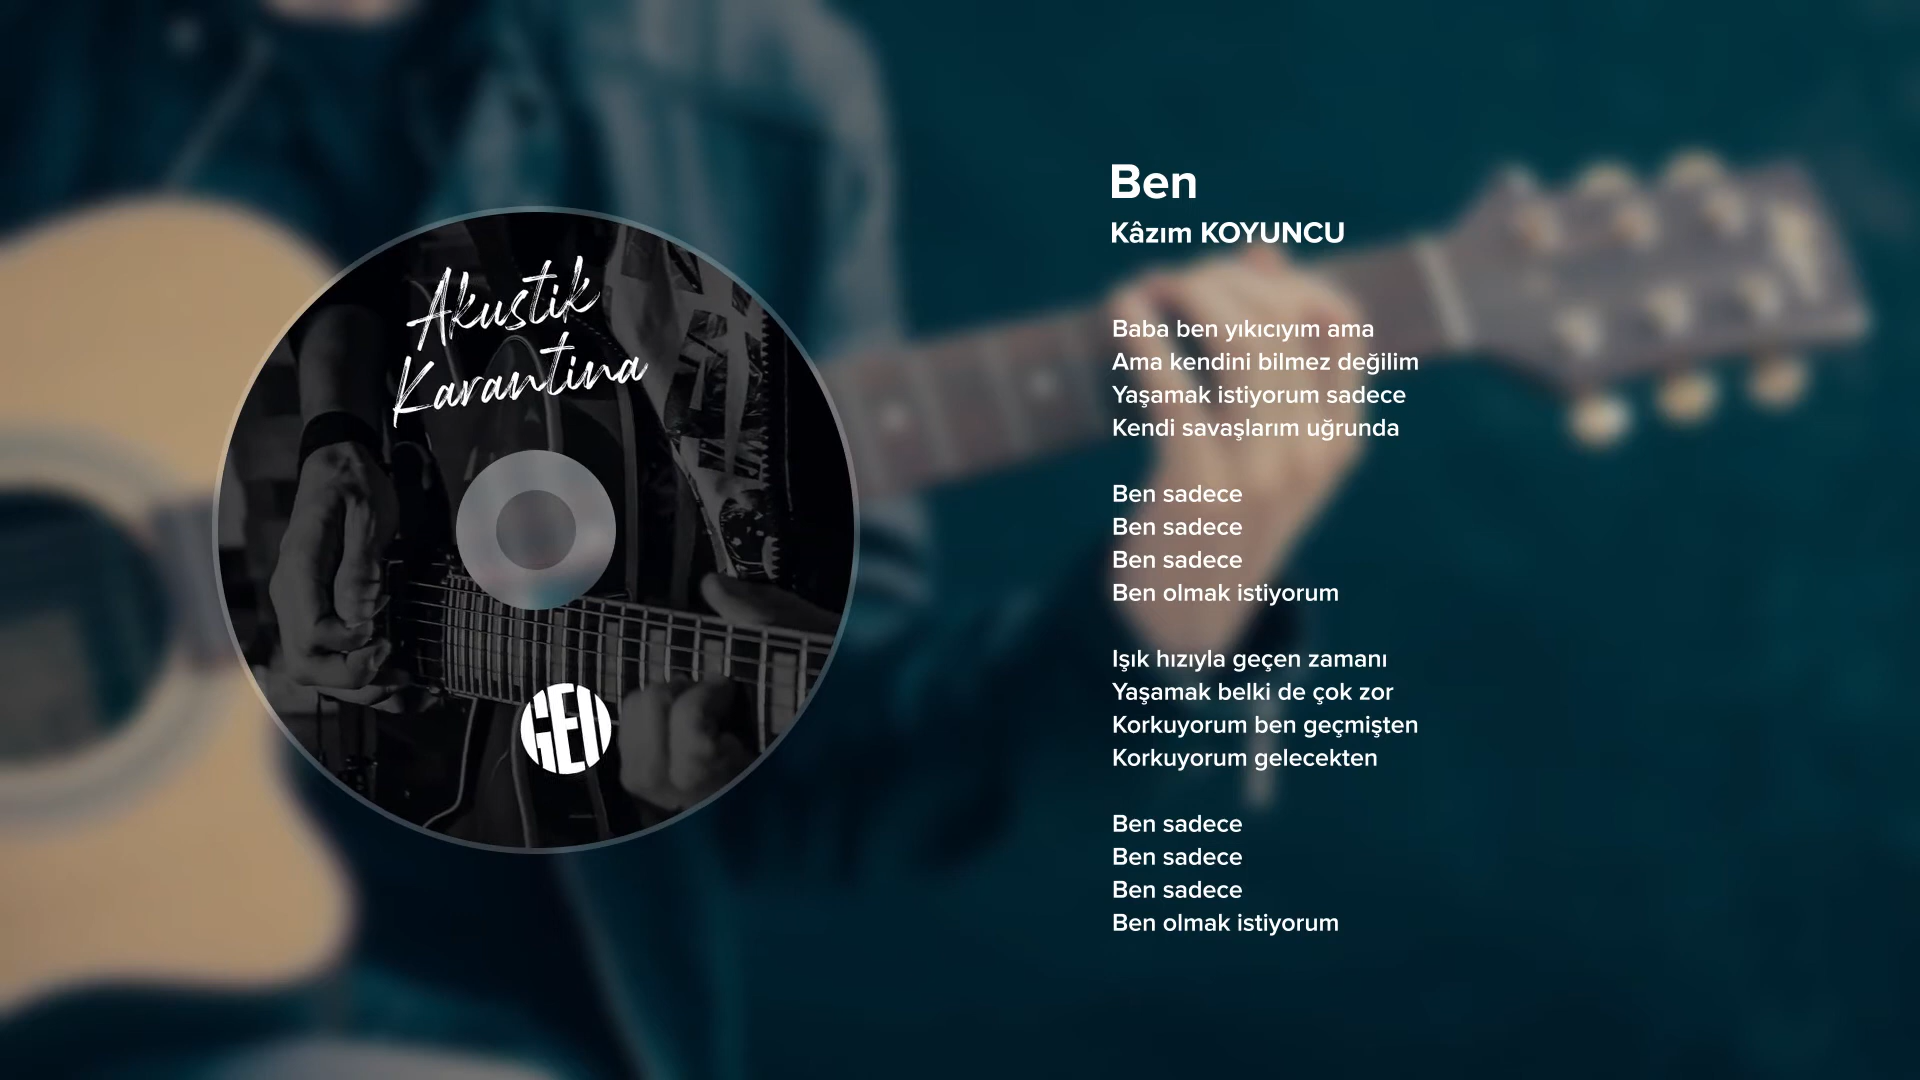 Akustik
Karantina
GEN
Ben
Kâzım KOYUNCU
Baba ben yıkıcıyım ama
Ama kendini bilmez değilim
Yaşamak istiyorum sadece
Kendi savaşlarım uğrunda
Ben sadece
Ben sadece
Ben sadece
Ben olmak istiyorum
Işık hızıyla geçen zamanı
Yaşamak belki de çok zor
Korkuyorum ben geçmişten
Korkuyorum gelecekten
Ben sadece
Ben sadece
Ben sadece
Ben olmak istiyorum